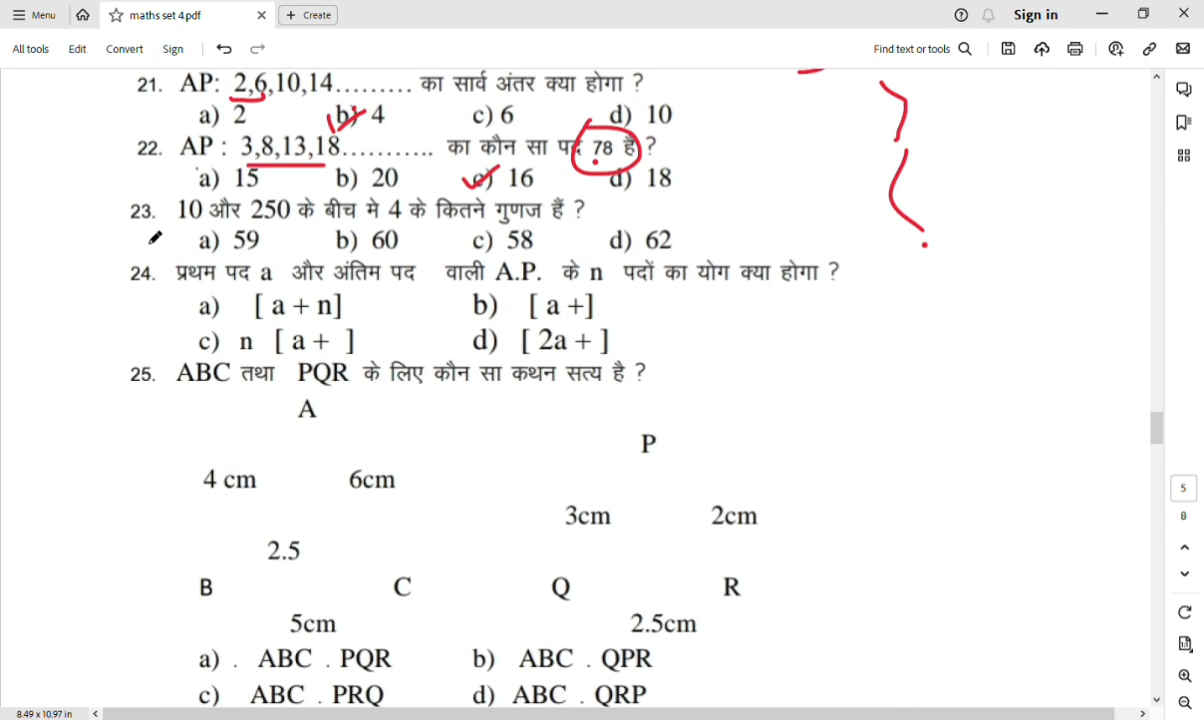 Menu maths set 4.pdf + Create Sign in
All tools Edit Convert Sign Find text or tools
21. AP: 2,6,10,14......... का सार्व अंतर क्या होगा ?
a) 2 b) 4 c) 6 d) 10
22. AP : 3,8,13,18........... का कौन सा पद 78 है ?
a) 15 b) 20 c) 16 d) 18
23. 10 और 250 के बीच मे 4 के कितने गुणज हैं ?
a) 59 b) 60 c) 58 d) 62
24. प्रथम पद a और अंतिम पद वाली A.P. के n पदों का योग क्या होगा ?
a) [ a + n] b) [ a +]
c) n [ a + ] d) [ 2a + ]
25. ABC तथा PQR के लिए कौन सा कथन सत्य है ?
A
P
4 cm 6cm
3cm 2cm
2.5
B C Q R
5cm 2.5cm
a) . ABC . PQR b) ABC . QPR
c) ABC . PRQ d) ABC . QRP
5
8
8.49 x 10.97 in